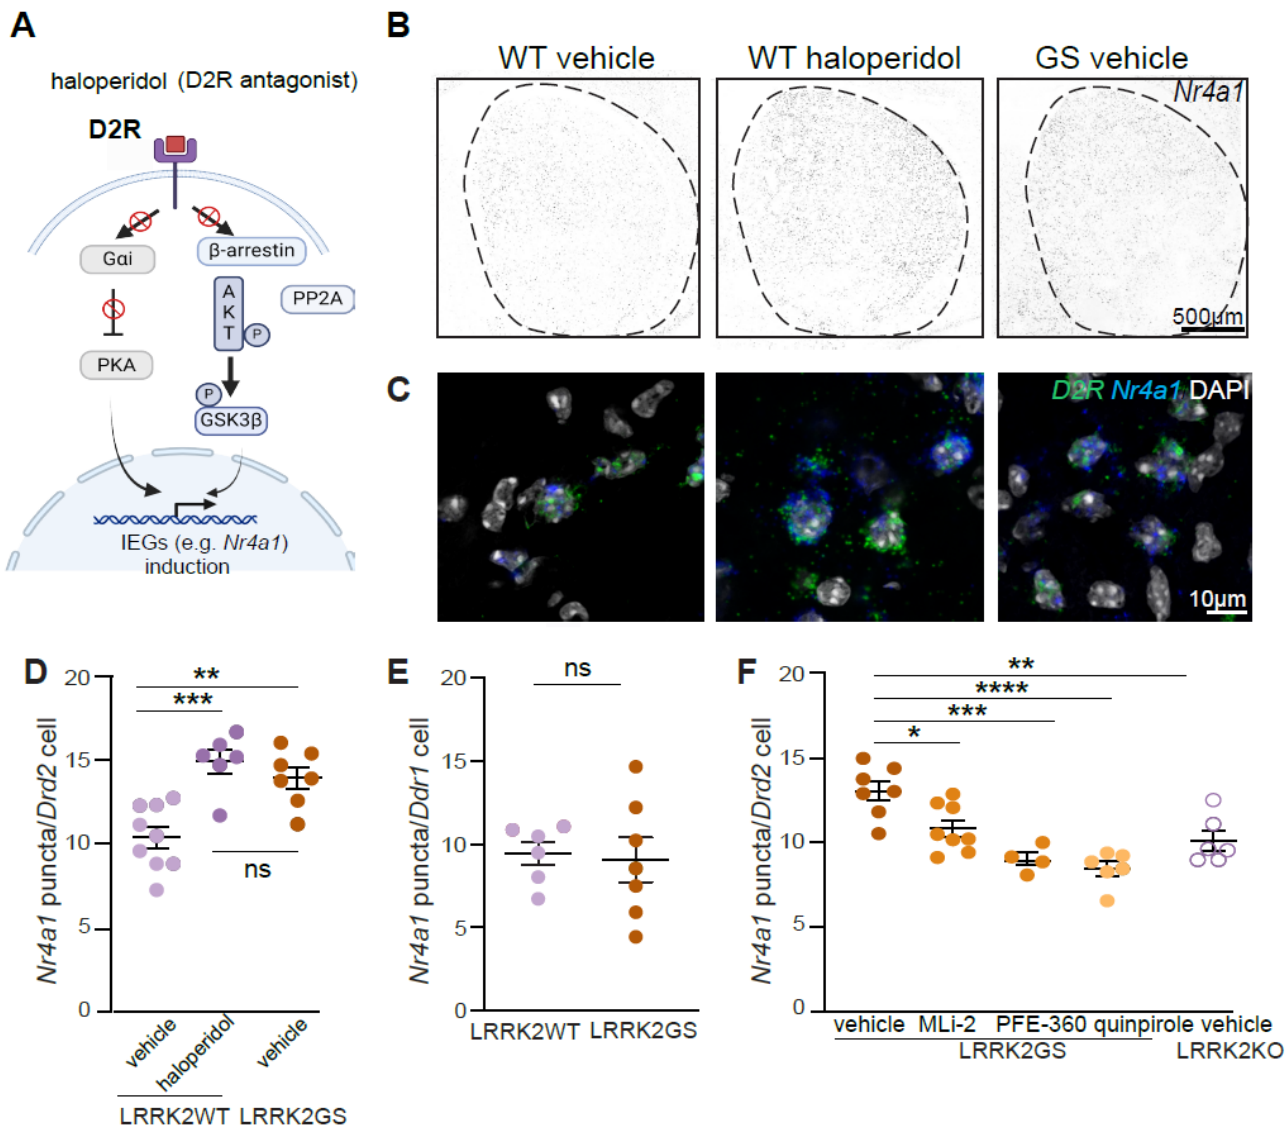 A
haloperidol (D2R antagonist)
D2R
Gαi
β-arrestin
A
K
T
P
PP2A
PKA
P
GSK3β
IEGs (e.g. Nr4a1)
induction
B
WT vehicle
WT haloperidol
GS vehicle
Nr4a1
500μm
C
D2R Nr4a1 DAPI
10μm
D
Nr4a1 puncta/Drd2 cell
20
15
10
5
0
**
***
ns
vehicle
haloperidol
vehicle
LRRK2WT LRRK2GS
E
Nr4a1 puncta/Ddr1 cell
20
15
10
5
0
ns
LRRK2WT LRRK2GS
F
Nr4a1 puncta/Drd2 cell
20
15
10
5
0
**
****
***
*
vehicle MLi-2 PFE-360 quinpirole vehicle
LRRK2GS LRRK2KO